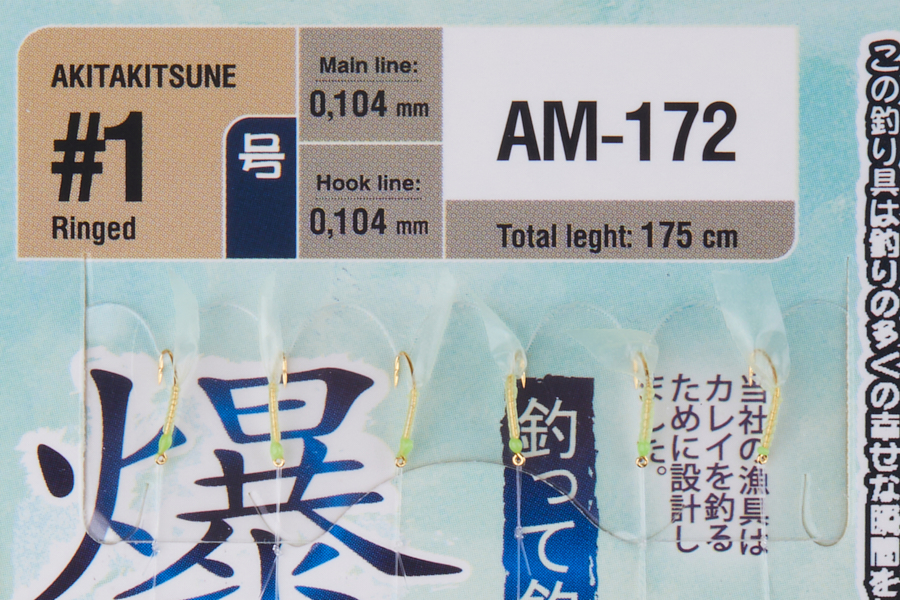 AKITAKITSUNE
#1
号
Ringed
Main line:
0,104 mm
Hook line:
0,104 mm
AM-172
Total leght: 175 cm
この釣り具は釣りの多くの幸せな瞬間を
爆
釣って釣
当社の漁具は
カレイを釣る
ために設計し
ました。